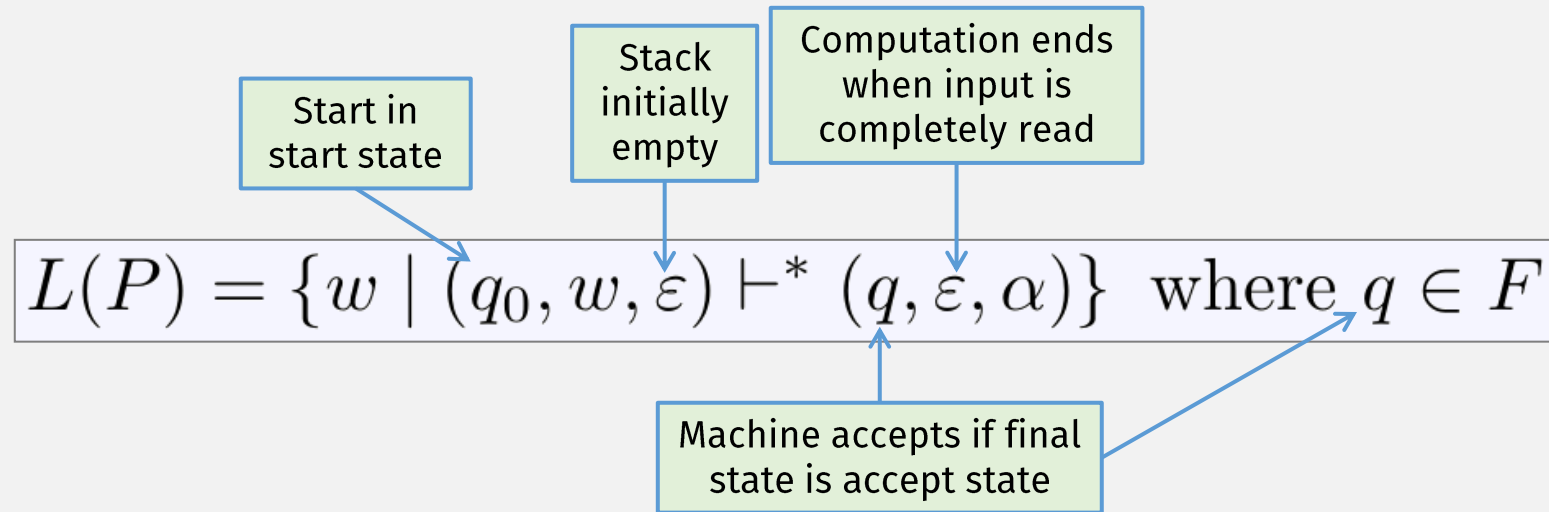 Start in
start state
Stack
initially
empty
Computation ends
when input is
completely read
L(P) = {w | (q₀, w, ε) ⊢* (q, ε, α)} where q ∈ F
Machine accepts if final
state is accept state